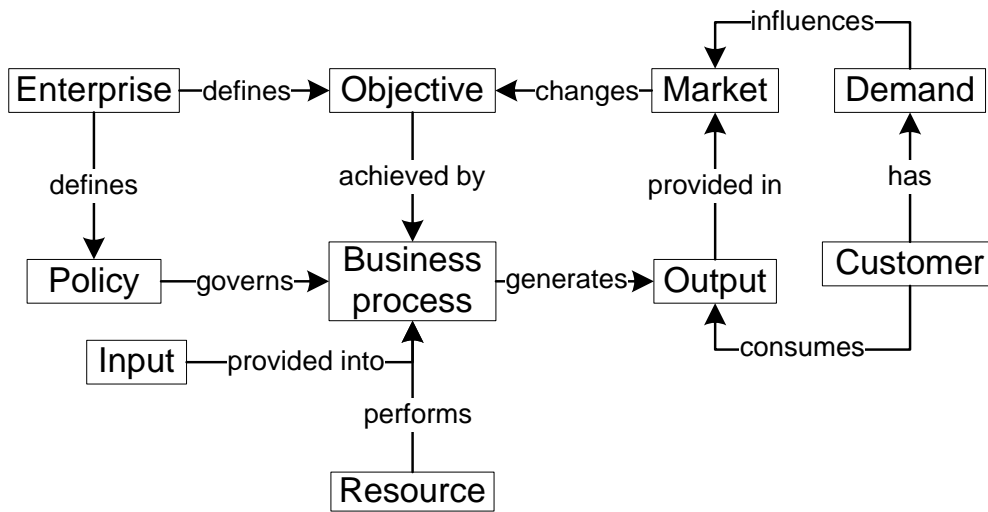 influences
Enterprise defines Objective changes Market Demand
defines achieved by provided in has
Policy governs Business process generates Output Customer
Input provided into consumes
performs
Resource